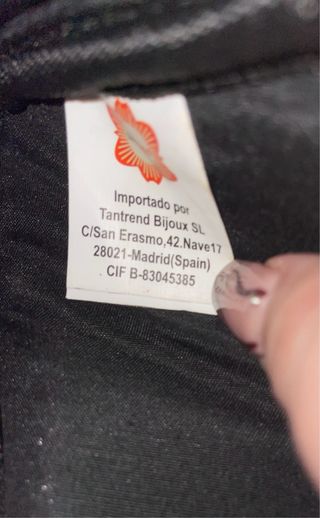 Importado por
Tantrend Bijoux SL
C/San Erasmo,42.Nave17
28021-Madrid(Spain)
CIF B-83045385